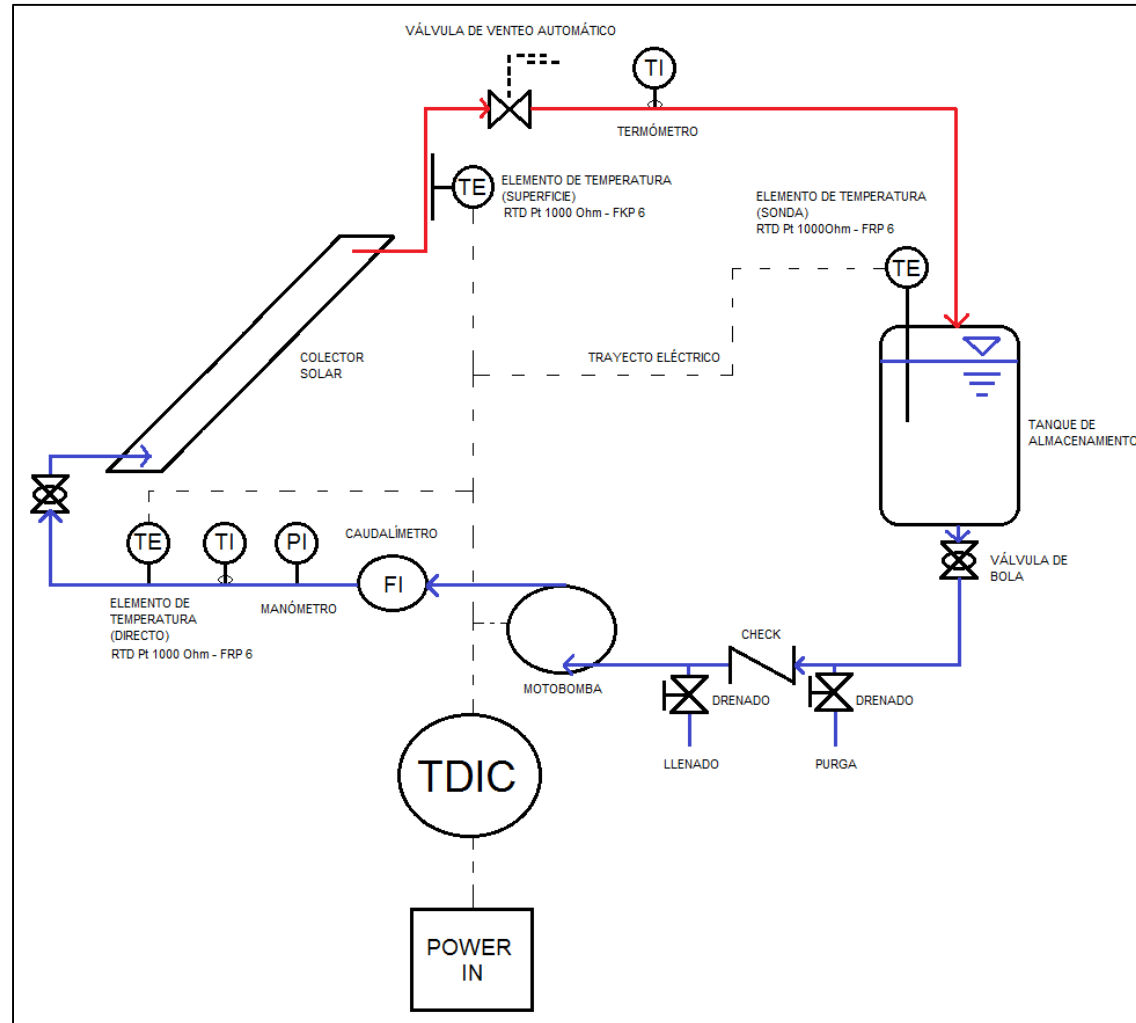 VÁLVULA DE VENTEO AUTOMÁTICO
TI
TERMÓMETRO
TE
ELEMENTO DE TEMPERATURA
(SUPERFICIE)
RTD Pt 1000 Ohm - FKP 6
ELEMENTO DE TEMPERATURA
(SONDA)
RTD Pt 1000Ohm - FRP 6
TE
COLECTOR
SOLAR
TRAYECTO ELÉCTRICO
TANQUE DE
ALMACENAMIENTO
TE
TI
PI
CAUDALÍMETRO
FI
VÁLVULA DE
BOLA
ELEMENTO DE
TEMPERATURA
(DIRECTO)
RTD Pt 1000 Ohm - FRP 6
MANÓMETRO
MOTOBOMBA
CHECK
DRENADO
DRENADO
LLENADO
PURGA
TDIC
POWER
IN